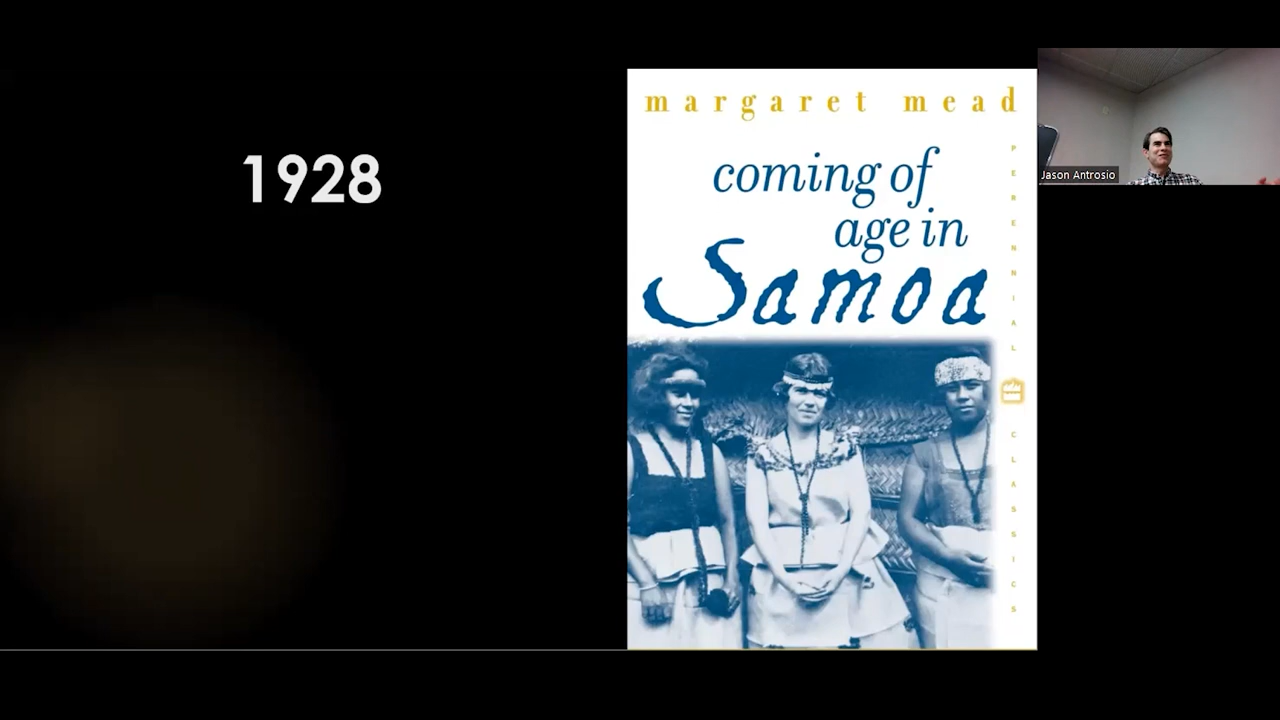 1928
margaret mead
coming of
age in
Samoa
PERENNIAL
CLASSICS
Jason Antrosio